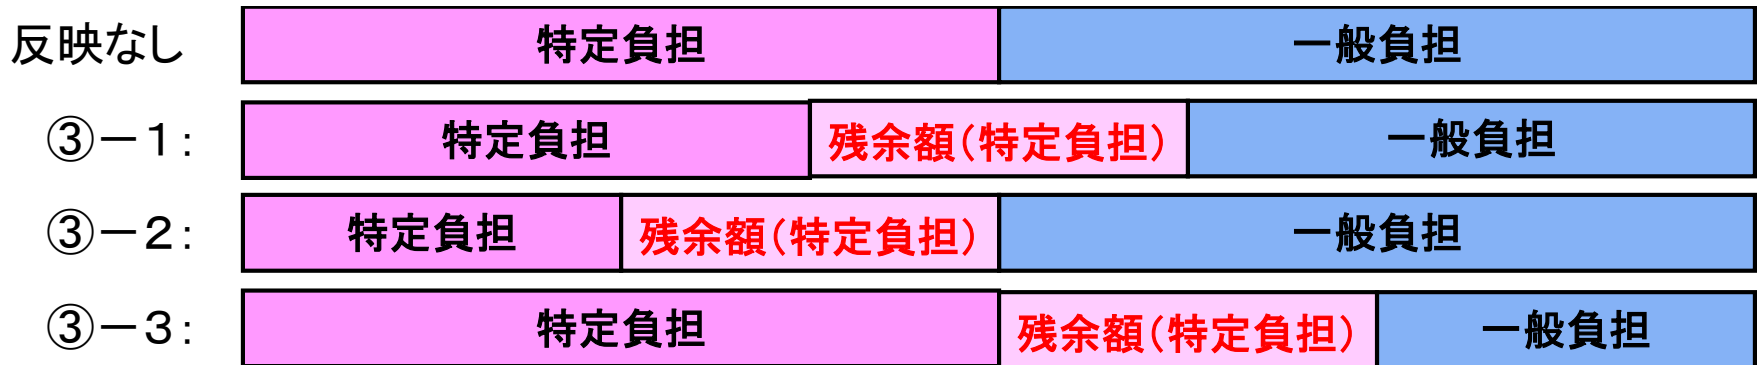 反映なし 特定負担 一般負担
③－１： 特定負担 残余額（特定負担） 一般負担
③－２： 特定負担 残余額（特定負担） 一般負担
③－３： 特定負担 残余額（特定負担） 一般負担